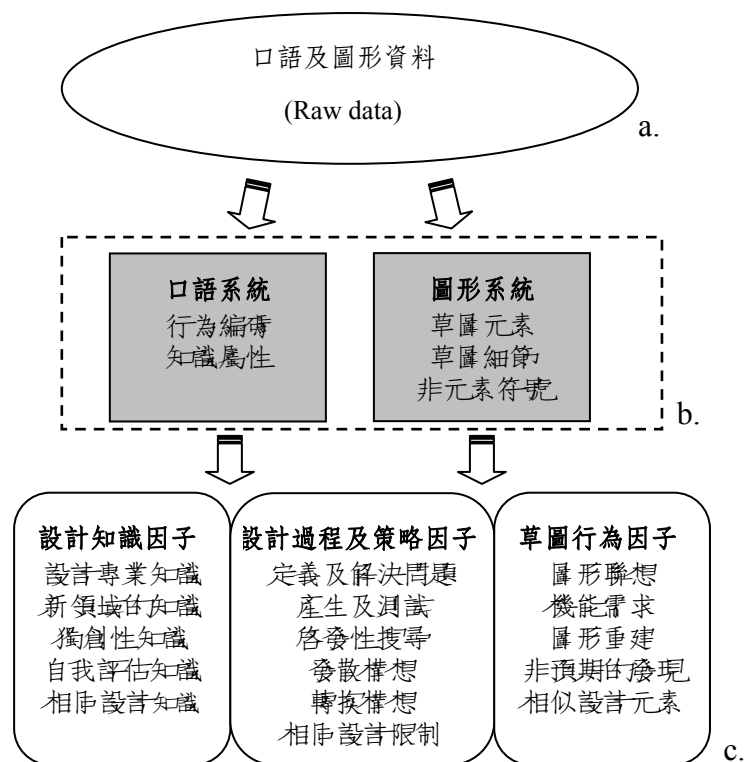 口語及圖形資料
(Raw data)
a.
口語系統
行為編碼
知識屬性
圖形系統
草圖元素
草圖細節
非元素符號
b.
設計知識因子
設計專業知識
新領域的知識
獨創性知識
自我評估知識
相同設計知識
設計過程及策略因子
定義及解決問題
產生及測試
啓發性搜尋
發散構想
轉換構想
相同設計限制
草圖行為因子
圖形聯想
機能需求
圖形重建
非預期的發現
相似設計元素
c.